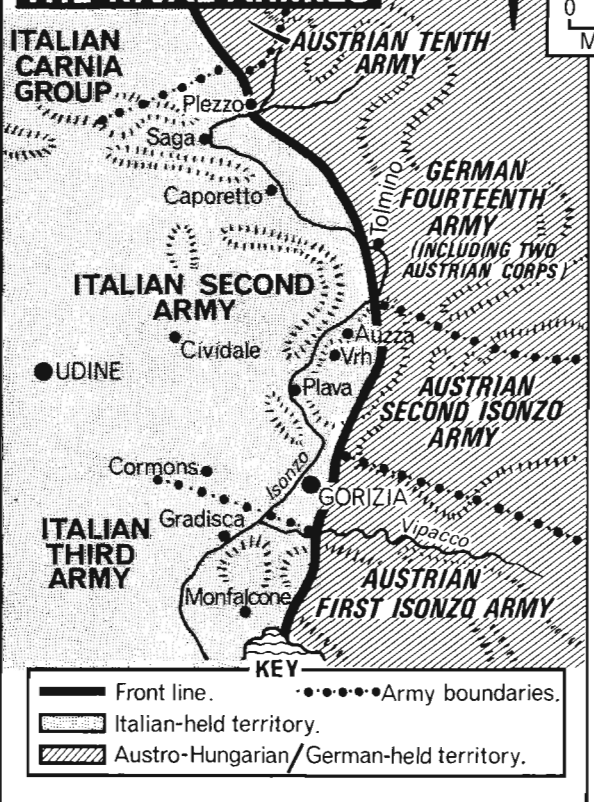 ITALIAN
CARNIA
GROUP
AUSTRIAN TENTH
ARMY
0
M
Plezzo
Saga
Caporetto
Tolmino
GERMAN
FOURTEENTH
ARMY
(INCLUDING TWO
AUSTRIAN CORPS)
ITALIAN SECOND
ARMY
Cividale
Auzza
Vrh
UDINE
Plava
AUSTRIAN
SECOND ISONZO
ARMY
Cormons
Isonzo
GORIZIA
Gradisca
Vipacco
ITALIAN
THIRD
ARMY
Monfalcone
AUSTRIAN
FIRST ISONZO ARMY
KEY
Front line.
Army boundaries.
Italian-held territory.
Austro-Hungarian/German-held territory.